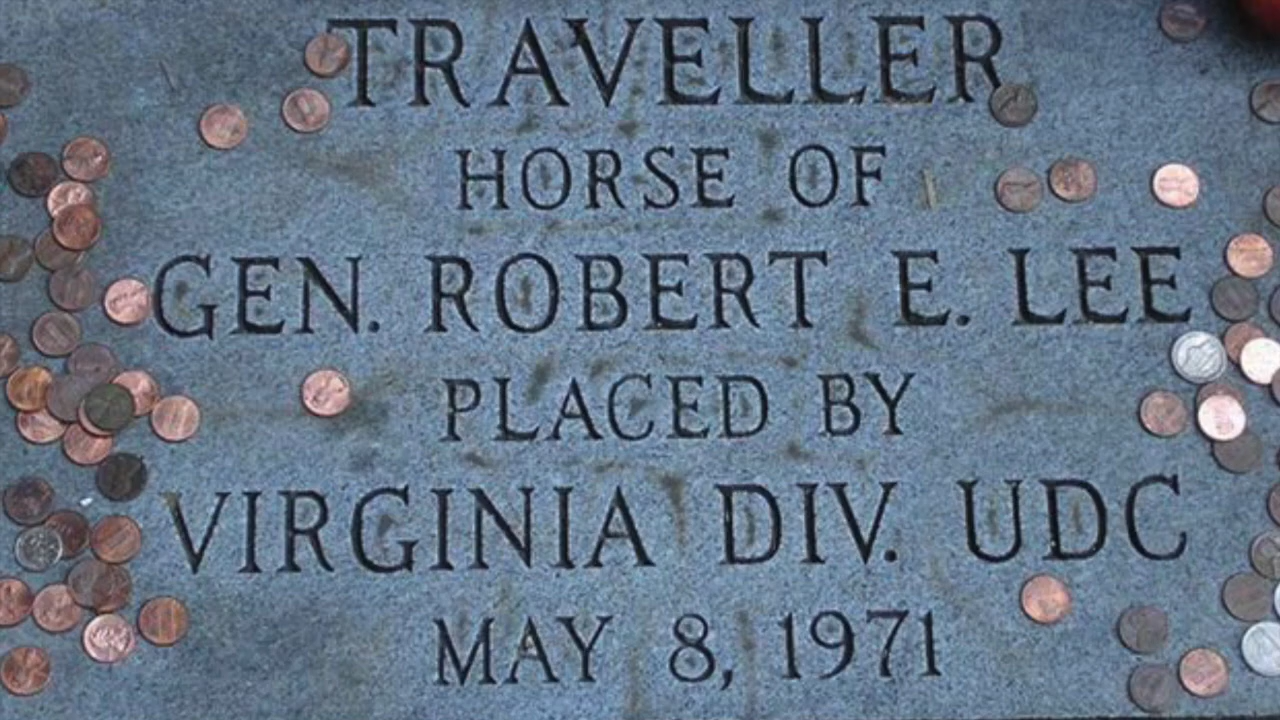 TRAVELLER
HORSE OF
GEN. ROBERT E. LEE
PLACED BY
VIRGINIA DIV. UDC
MAY 8, 1971